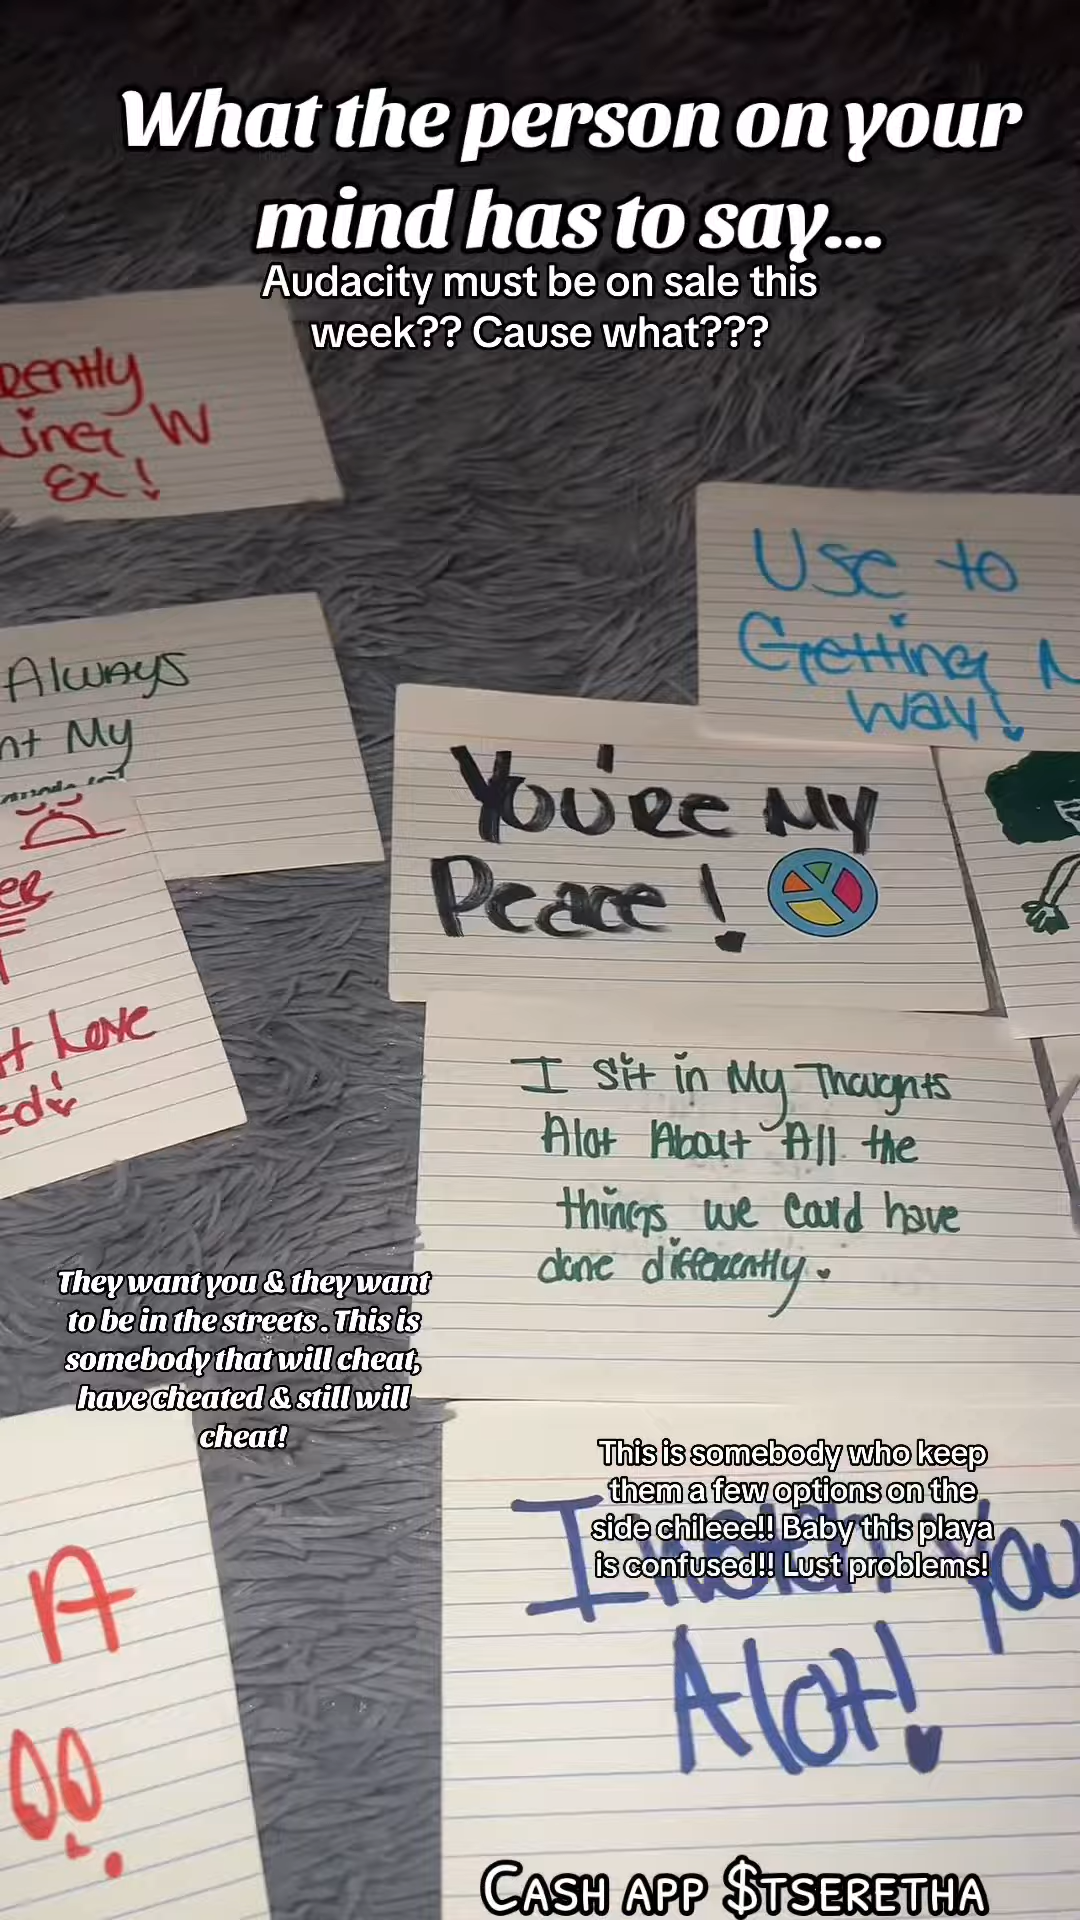 What the person on your
mind has to say...
Audacity must be on sale this
week?? Cause what???
W
Ex!
Use to
Getting
way!
Always
My
You're My
Peace!
Love
I sit in My Thoughts
Alot About All the
things we Could have
done differently.
They want you & they want
to be in the streets . This is
somebody that will cheat,
have cheated & still will
cheat!
This is somebody who keep
them a few options on the
side chileee!! Baby this playa
is confused!! Lust problems!
I
you
Alot!
A
Cash app $tseretha